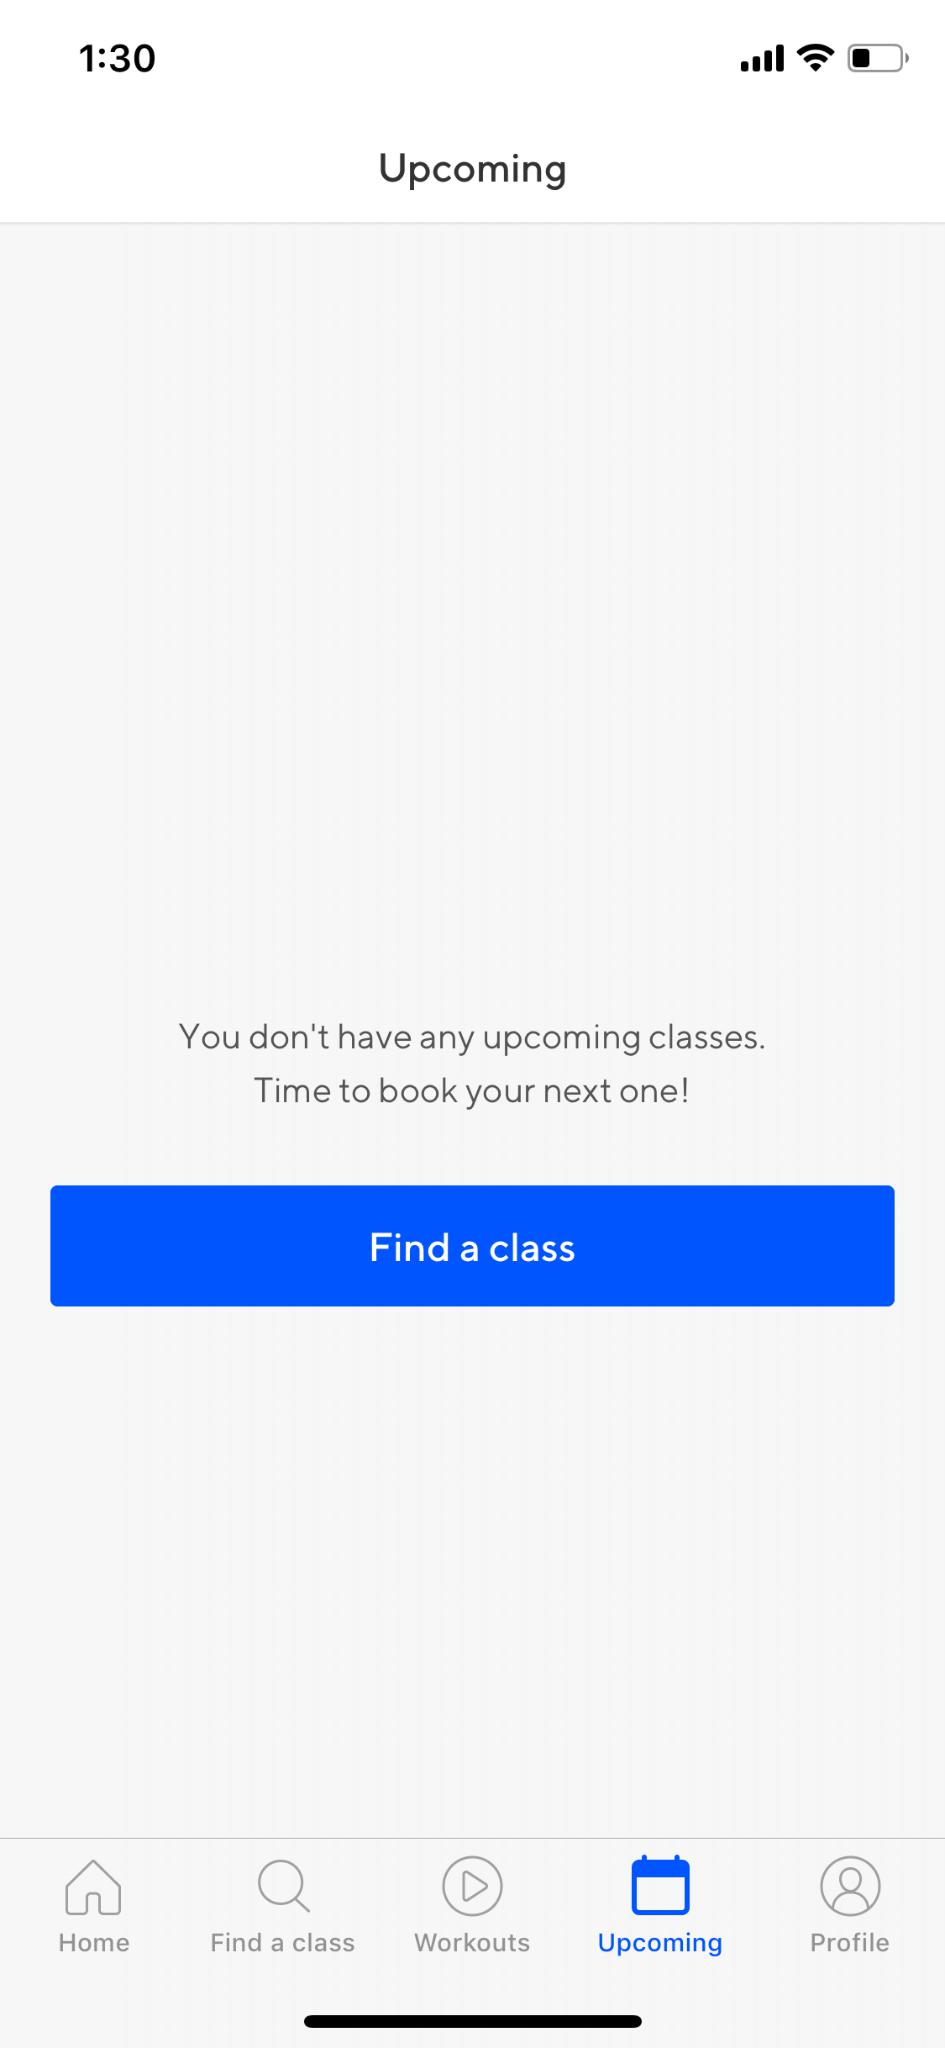 1:30
Upcoming
You don't have any upcoming classes.
Time to book your next one!
Find a class
Home
Find a class
Workouts
Upcoming
Profile